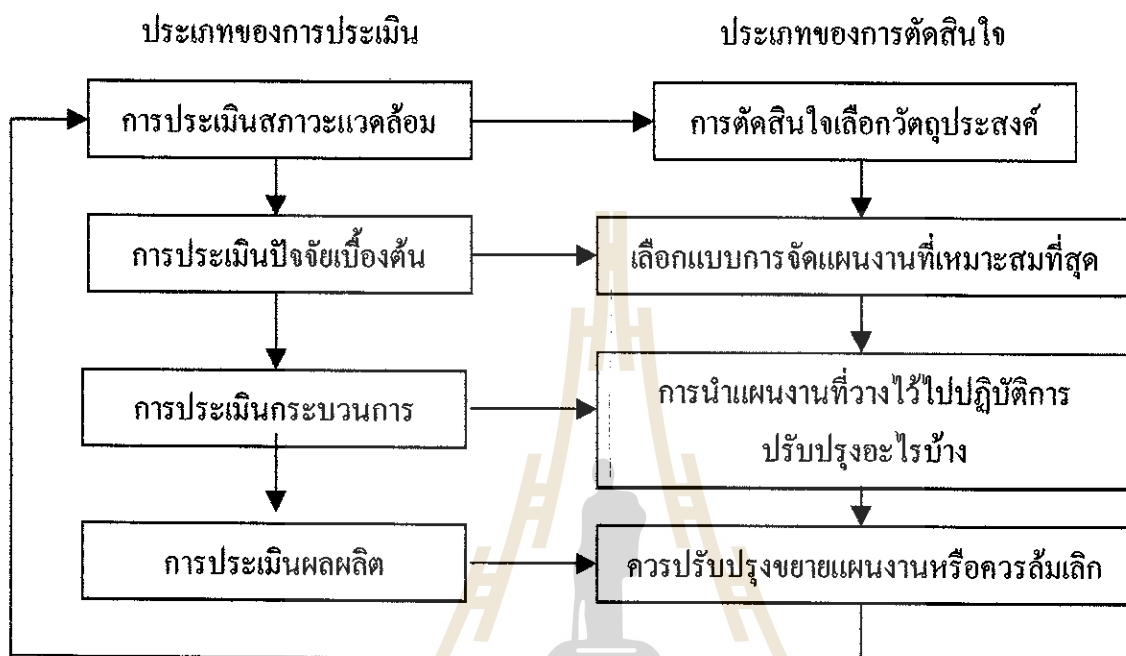 ประเภทของการประเมิน
ประเภทของการตัดสินใจ
การประเมินสภาวะแวดล้อม
การตัดสินใจเลือกวัตถุประสงค์
การประเมินปัจจัยเบื้องต้น
เลือกแบบการจัดแผนงานที่เหมาะสมที่สุด
การประเมินกระบวนการ
การนำแผนงานที่วางไว้ไปปฏิบัติการ
ปรับปรุงอะไรบ้าง
การประเมินผลผลิต
ควรปรับปรุงขยายแผนงานหรือควรล้มเลิก